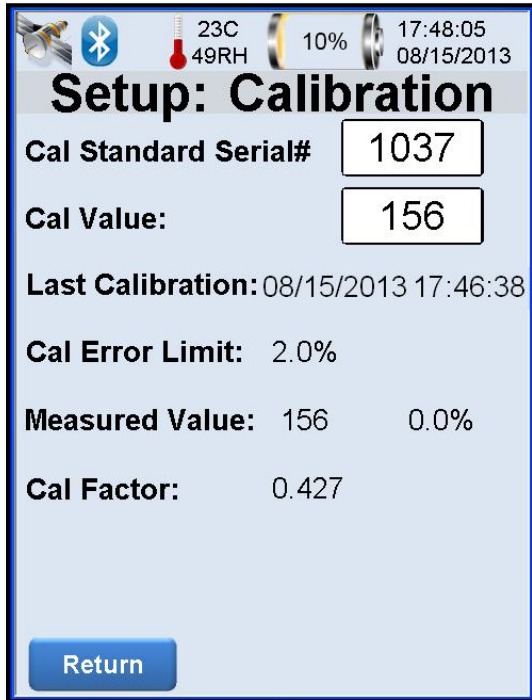 23C 10% 17:48:05
49RH 08/15/2013
Setup: Calibration
Cal Standard Serial# 1037
Cal Value: 156
Last Calibration: 08/15/2013 17:46:38
Cal Error Limit: 2.0%
Measured Value: 156 0.0%
Cal Factor: 0.427
Return